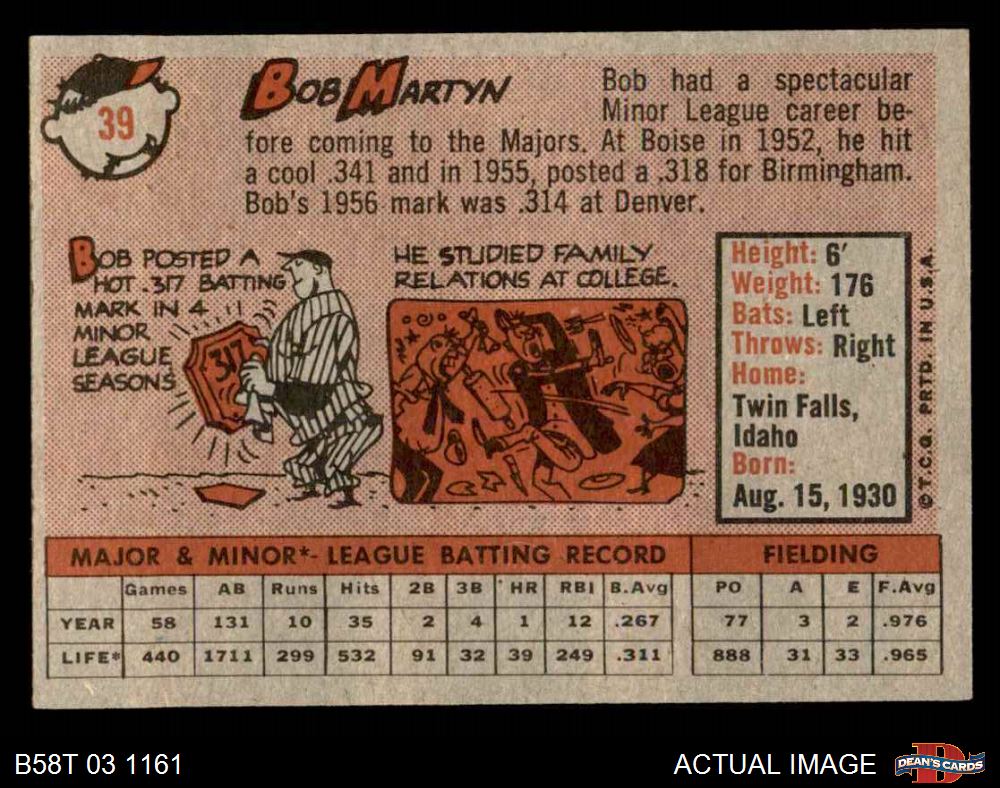 39
BOB MARTYN
Bob had a spectacular
Minor League career be-
fore coming to the Majors. At Boise in 1952, he hit
a cool .341 and in 1955, posted a .318 for Birmingham.
Bob's 1956 mark was .314 at Denver.
BOB POSTED A
HOT .317 BATTING
MARK IN 4
MINOR
LEAGUE
SEASONS
.317
HE STUDIED FAMILY
RELATIONS AT COLLEGE.
Height: 6'
Weight: 176
Bats: Left
Throws: Right
Home:
Twin Falls,
Idaho
Born:
Aug. 15, 1930
© T.C.G. PRTD. IN U.S.A.
MAJOR & MINOR*- LEAGUE BATTING RECORD FIELDING
Games AB Runs Hits 2B 3B HR RBI B.Avg PO A E F.Avg
YEAR 58 131 10 35 2 4 1 12 .267 77 3 2 .976
LIFE* 440 1711 299 532 91 32 39 249 .311 888 31 33 .965
B58T 03 1161 ACTUAL IMAGE DEAN'S CARDS